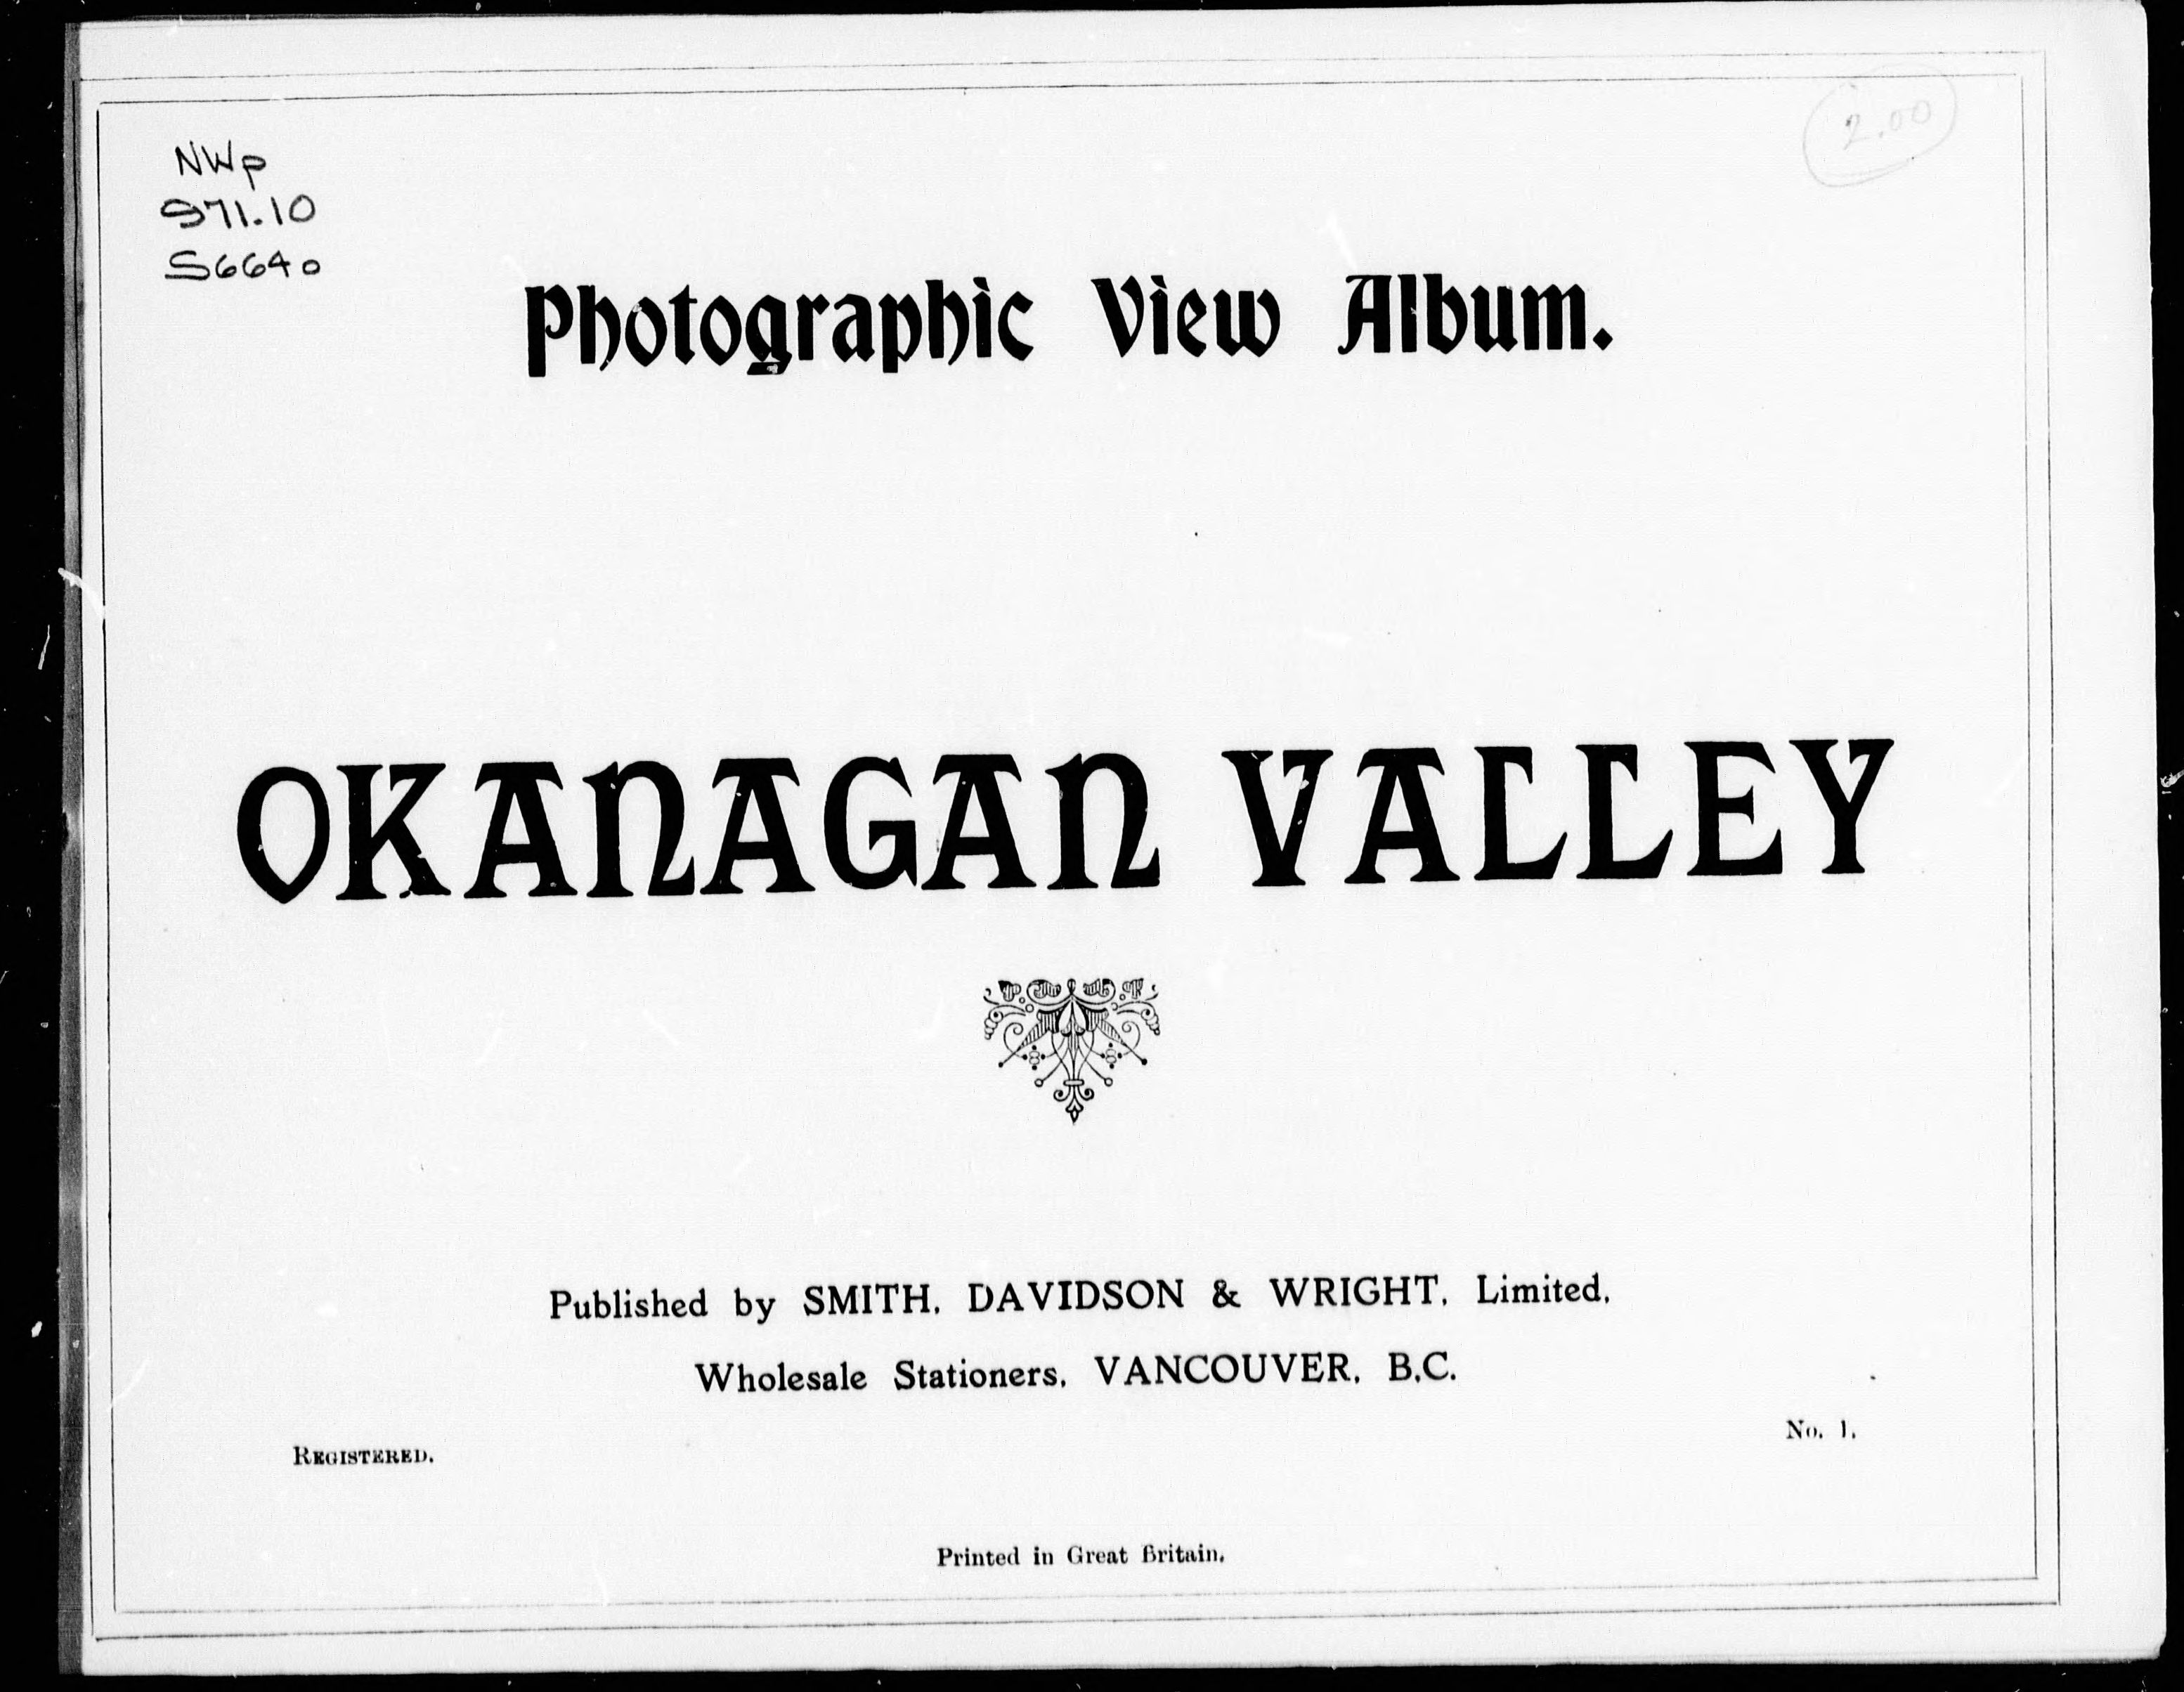 NWp
971.10
S664o
2.00
Photographic View Album.
OKANAGAN VALLEY
Published by SMITH, DAVIDSON & WRIGHT, Limited,
Wholesale Stationers, VANCOUVER, B.C.
No. 1.
REGISTERED.
Printed in Great Britain.